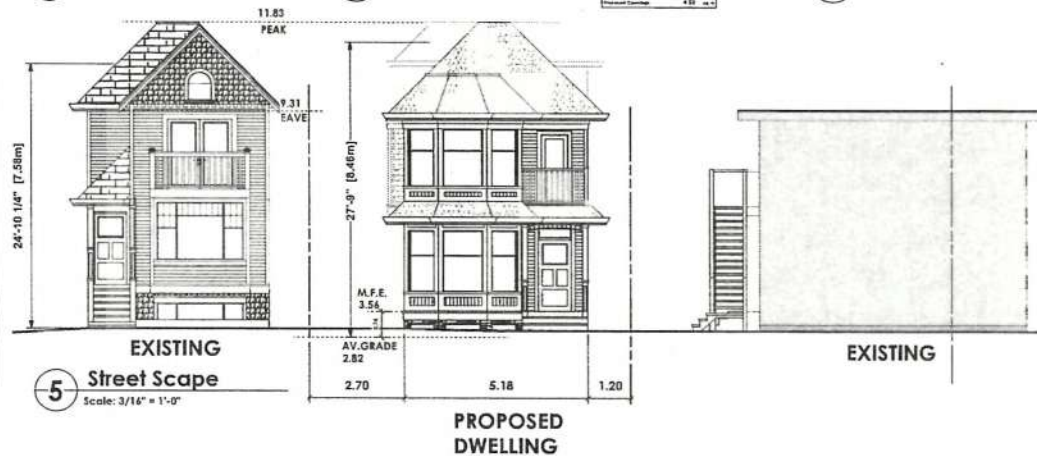 11.83
PEAK
9.31
EAVE
24'-10 1/4" [7.58m]
27'-9" [8.46m]
M.F.E.
3.56
AV.GRADE
2.82
EXISTING
EXISTING
5 Street Scape
Scale: 3/16" = 1'-0"
2.70
5.18
1.20
PROPOSED
DWELLING